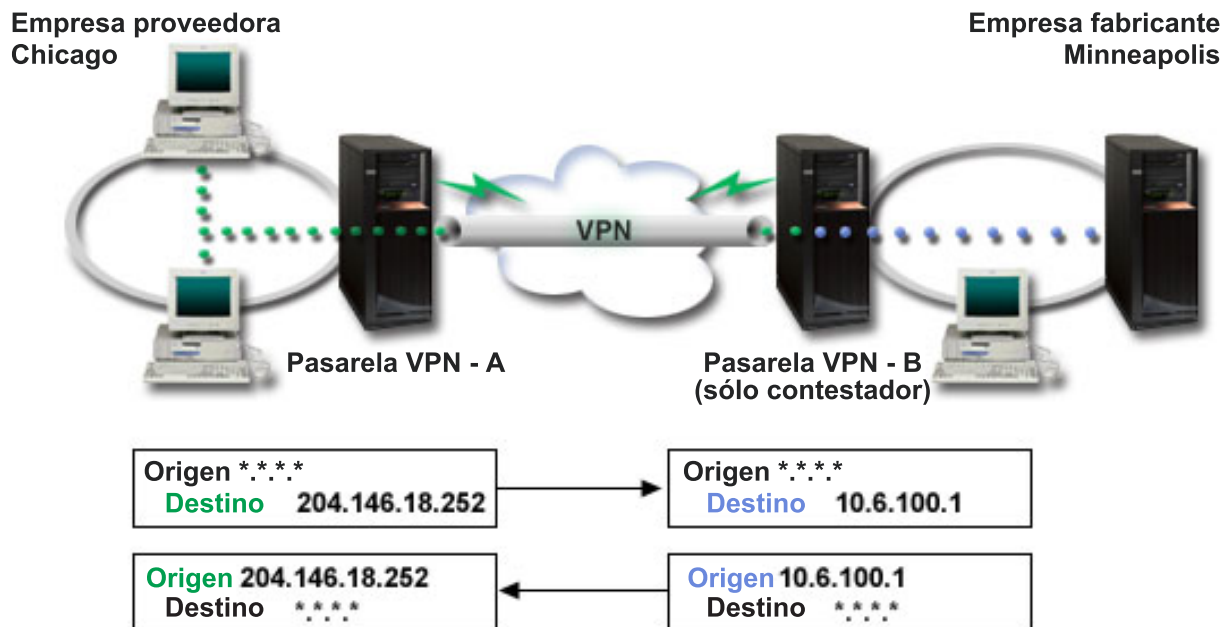 Empresa proveedora
Chicago
Empresa fabricante
Minneapolis
VPN
Pasarela VPN - A
Pasarela VPN - B
(sólo contestador)
Origen *.*.*.*
Destino 204.146.18.252
Origen *.*.*.*
Destino 10.6.100.1
Origen 204.146.18.252
Destino *.*.*.*
Origen 10.6.100.1
Destino *.*.*.*